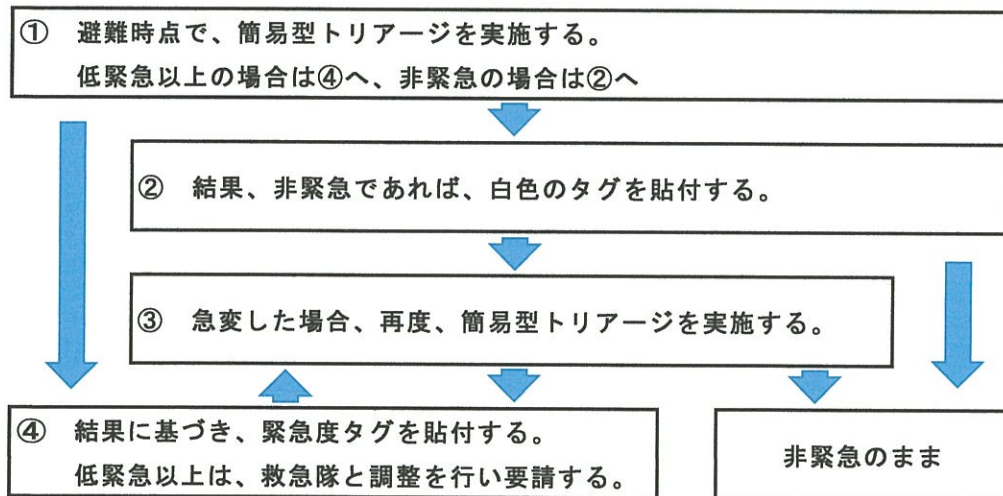 ① 避難時点で、簡易型トリアージを実施する。
低緊急以上の場合は④へ、非緊急の場合は②へ
② 結果、非緊急であれば、白色のタグを貼付する。
③ 急変した場合、再度、簡易型トリアージを実施する。
④ 結果に基づき、緊急度タグを貼付する。
低緊急以上は、救急隊と調整を行い要請する。
非緊急のまま